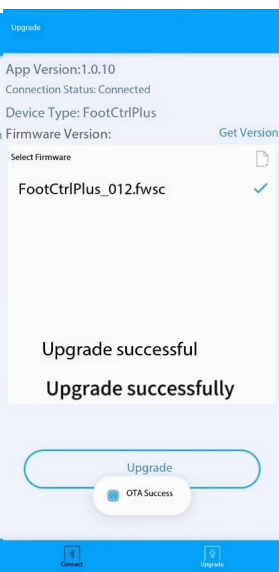 Upgrade
App Version:1.0.10
Connection Status: Connected
Device Type: FootCtrlPlus
Firmware Version: Get Version
Select Firmware
FootCtrlPlus_012.fwsc
Upgrade successful
Upgrade successfully
Upgrade
OTA Success
Connect Upgrade